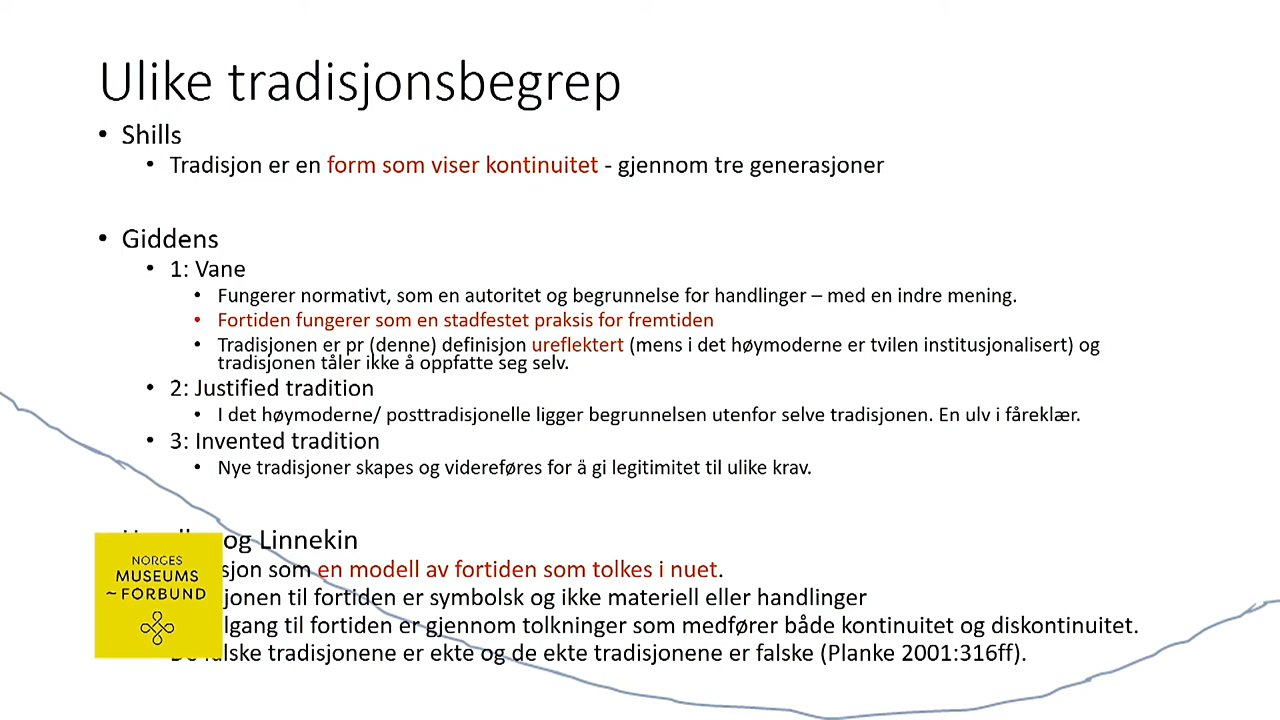 Ulike tradisjonsbegrep
• Shills
• Tradisjon er en form som viser kontinuitet - gjennom tre generasjoner
• Giddens
• 1: Vane
• Fungerer normativt, som en autoritet og begrunnelse for handlinger – med en indre mening.
• Fortiden fungerer som en stadfestet praksis for fremtiden
• Tradisjonen er pr (denne) definisjon ureflektert (mens i det høymoderne er tvilen institusjonalisert) og
tradisjonen tåler ikke å oppfatte seg selv.
• 2: Justified tradition
• I det høymoderne/ posttradisjonelle ligger begrunnelsen utenfor selve tradisjonen. En ulv i fåreklær.
• 3: Invented tradition
• Nye tradisjoner skapes og videreføres for å gi legitimitet til ulike krav.
og Linnekin
som en modell av fortiden som tolkes i nuet.
til fortiden er symbolsk og ikke materiell eller handlinger
til fortiden er gjennom tolkninger som medfører både kontinuitet og diskontinuitet.
De falske tradisjonene er ekte og de ekte tradisjonene er falske (Planke 2001:316ff).
NORGES
MUSEUMS
~FORBUND